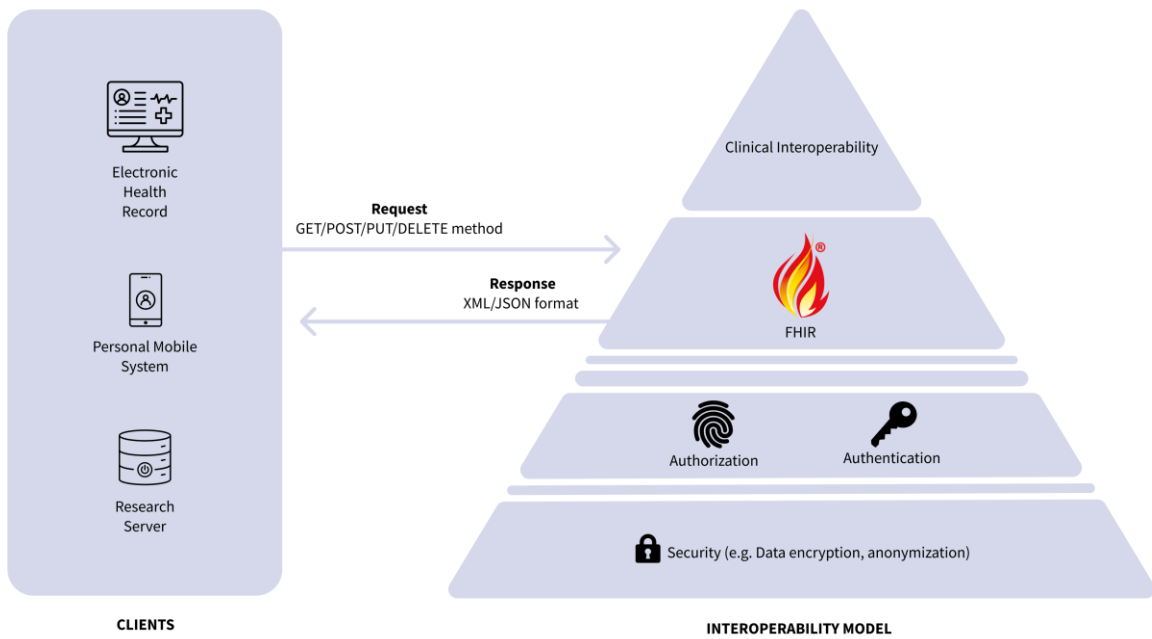 Electronic
Health
Record
Personal Mobile
System
Research
Server
CLIENTS
Request
GET/POST/PUT/DELETE method
Response
XML/JSON format
Clinical Interoperability
®
FHIR
Authorization
Authentication
Security (e.g. Data encryption, anonymization)
INTEROPERABILITY MODEL